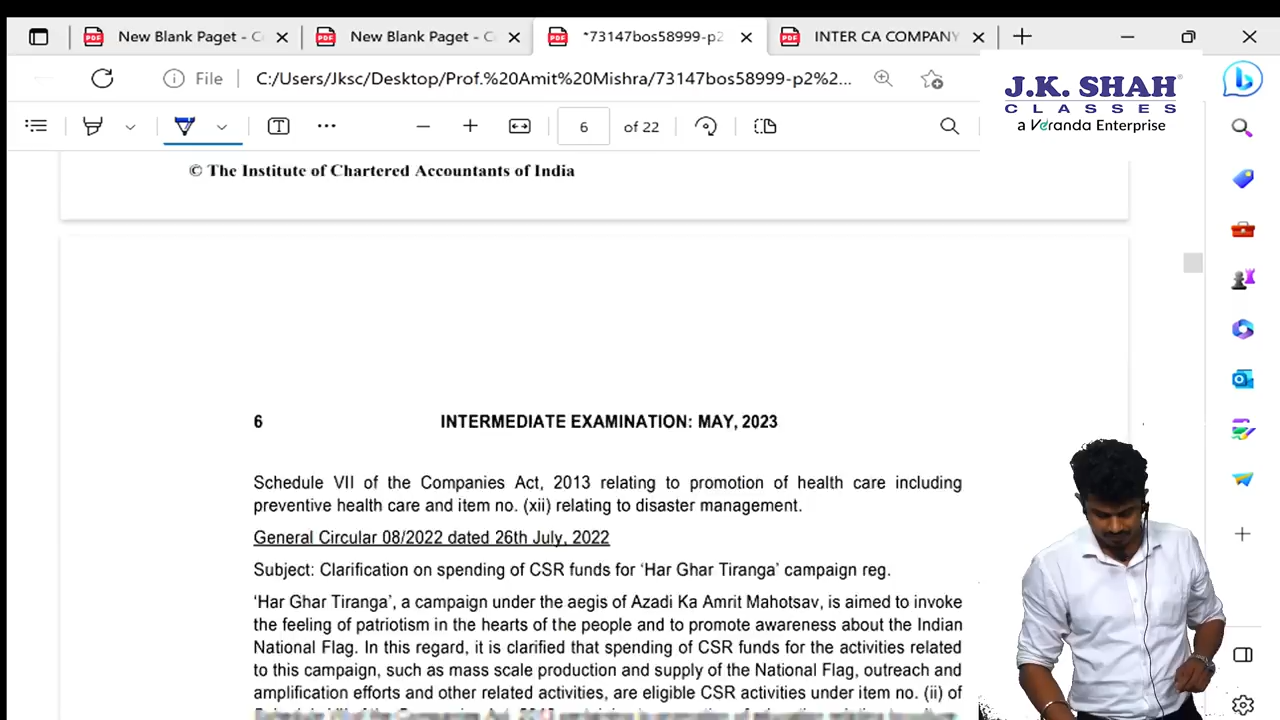 New Blank Paget - C
New Blank Paget - C
*73147bos58999-p2
INTER CA COMPANY
File
C:/Users/Jksc/Desktop/Prof.%20Amit%20Mishra/73147bos58999-p2%2...
J.K. SHAH
CLASSES
a Veranda Enterprise
6 of 22
© The Institute of Chartered Accountants of India
6 INTERMEDIATE EXAMINATION: MAY, 2023
Schedule VII of the Companies Act, 2013 relating to promotion of health care including
preventive health care and item no. (xii) relating to disaster management.
General Circular 08/2022 dated 26th July, 2022
Subject: Clarification on spending of CSR funds for 'Har Ghar Tiranga' campaign reg.
'Har Ghar Tiranga', a campaign under the aegis of Azadi Ka Amrit Mahotsav, is aimed to invoke
the feeling of patriotism in the hearts of the people and to promote awareness about the Indian
National Flag. In this regard, it is clarified that spending of CSR funds for the activities related
to this campaign, such as mass scale production and supply of the National Flag, outreach and
amplification efforts and other related activities, are eligible CSR activities under item no. (ii) of